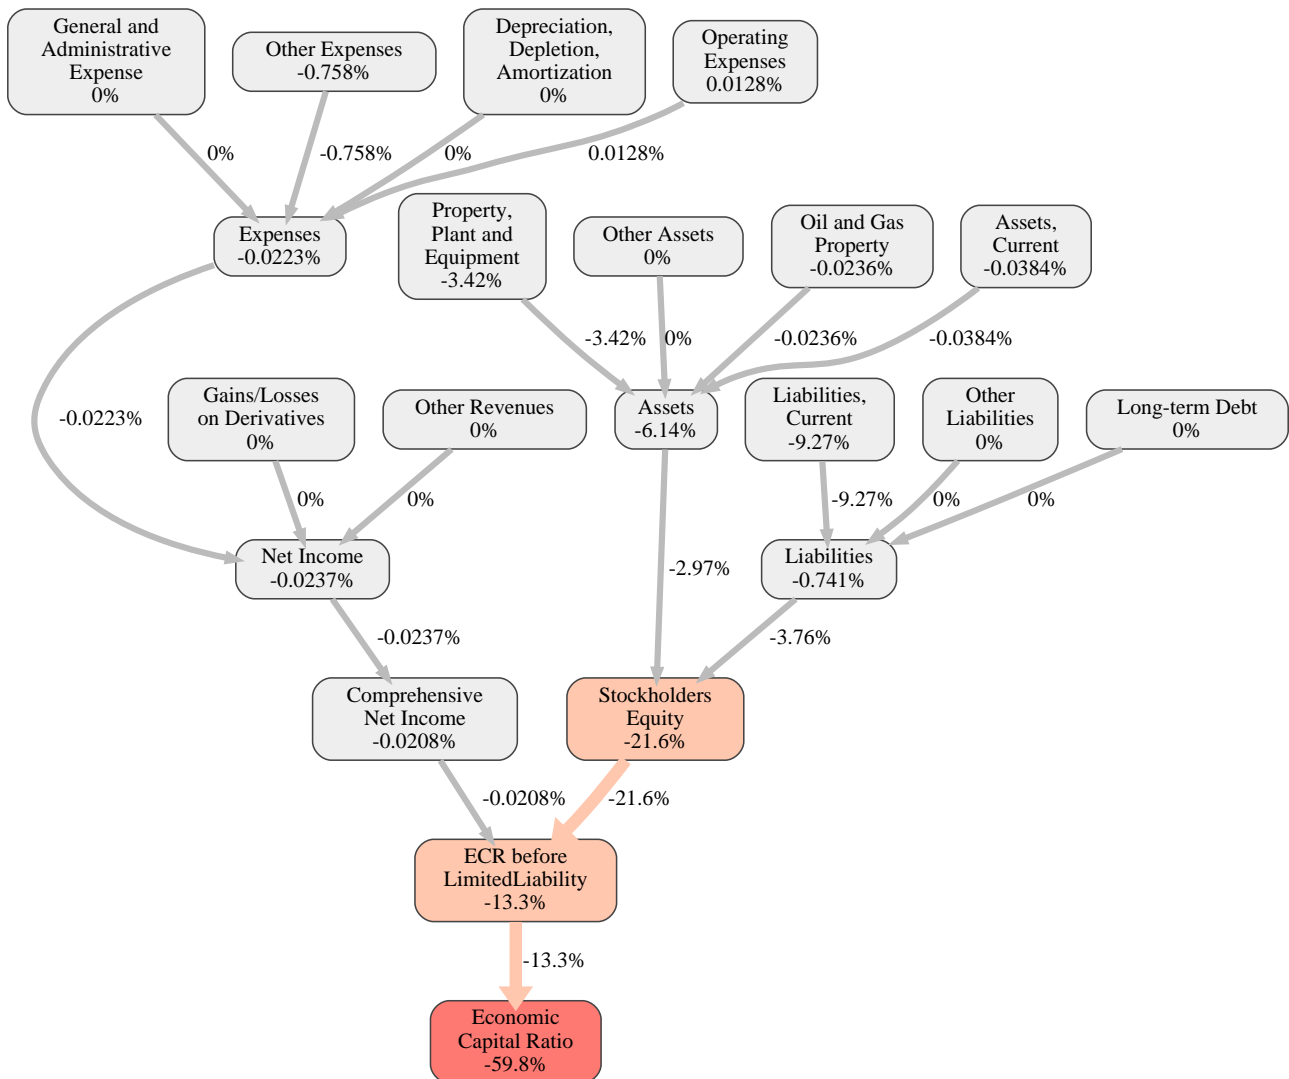 General and
Administrative
Expense
0%
Other Expenses
-0.758%
Depreciation,
Depletion,
Amortization
0%
Operating
Expenses
0.0128%
0%
-0.758%
0%
0.0128%
Expenses
-0.0223%
Property,
Plant and
Equipment
-3.42%
Other Assets
0%
Oil and Gas
Property
-0.0236%
Assets,
Current
-0.0384%
-0.0223%
-3.42%
0%
-0.0236%
-0.0384%
Gains/Losses
on Derivatives
0%
Other Revenues
0%
Assets
-6.14%
Liabilities,
Current
-9.27%
Other
Liabilities
0%
Long-term Debt
0%
0%
0%
-9.27%
0%
0%
Net Income
-0.0237%
-2.97%
Liabilities
-0.741%
-0.0237%
-3.76%
Comprehensive
Net Income
-0.0208%
Stockholders
Equity
-21.6%
-0.0208%
-21.6%
ECR before
LimitedLiability
-13.3%
-13.3%
Economic
Capital Ratio
-59.8%